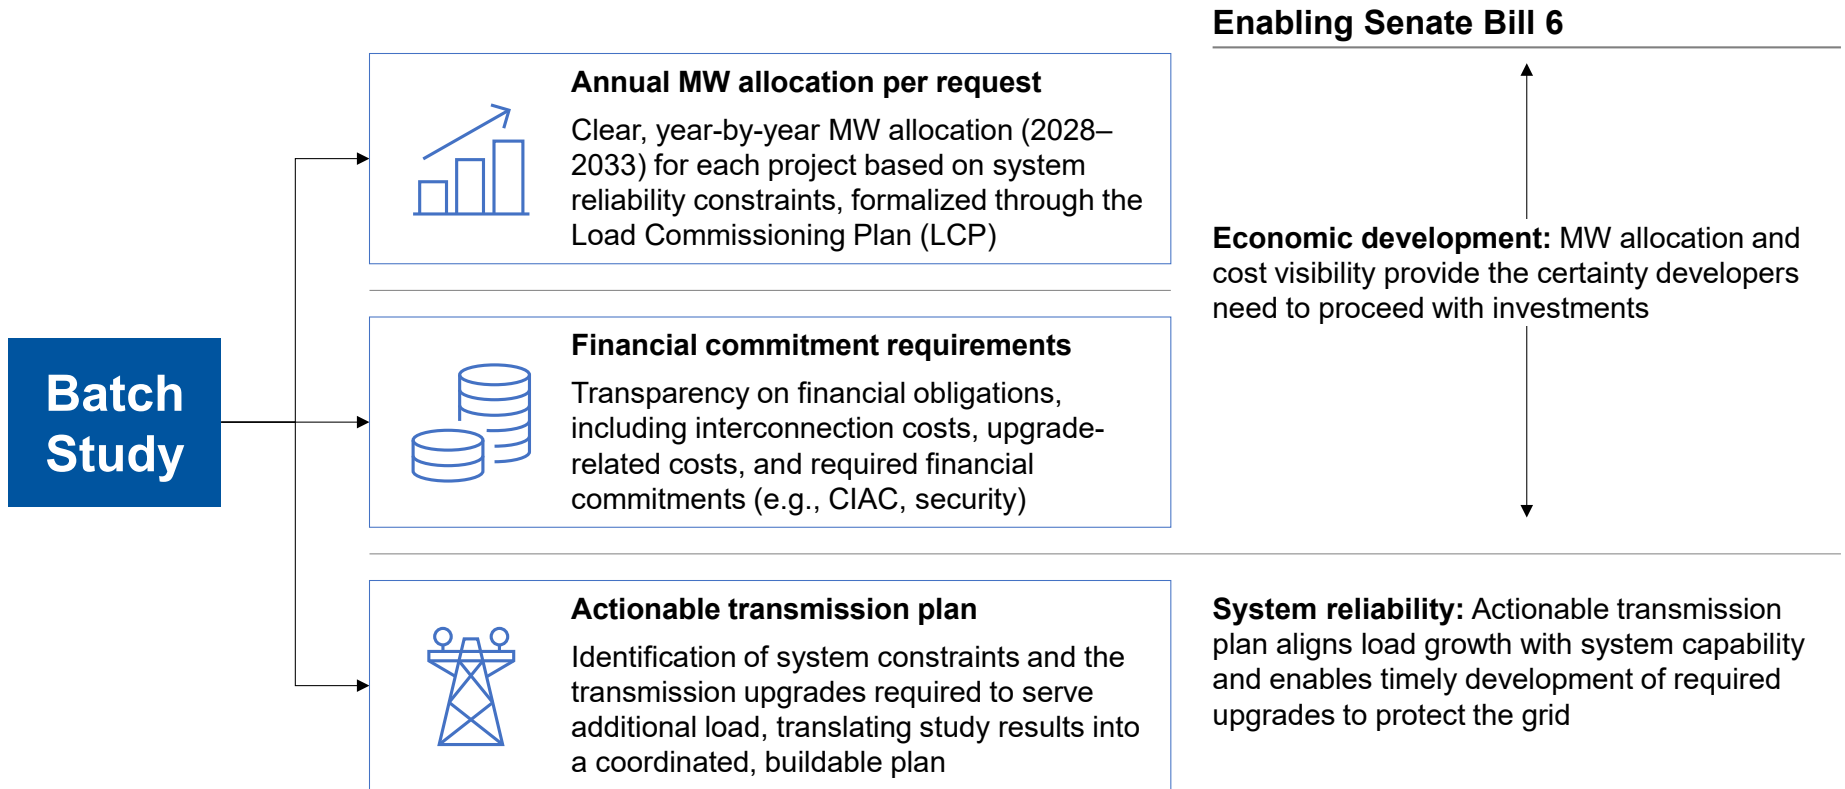 Enabling Senate Bill 6
Batch
Study
Annual MW allocation per request
Clear, year-by-year MW allocation (2028–
2033) for each project based on system
reliability constraints, formalized through the
Load Commissioning Plan (LCP)
Financial commitment requirements
Transparency on financial obligations,
including interconnection costs, upgrade-
related costs, and required financial
commitments (e.g., CIAC, security)
Economic development: MW allocation and
cost visibility provide the certainty developers
need to proceed with investments
Actionable transmission plan
Identification of system constraints and the
transmission upgrades required to serve
additional load, translating study results into
a coordinated, buildable plan
System reliability: Actionable transmission
plan aligns load growth with system capability
and enables timely development of required
upgrades to protect the grid